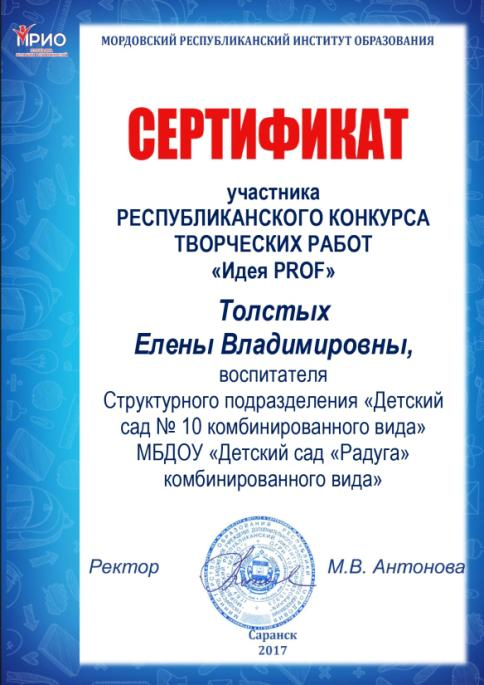 МРИО
МОРДОВСКИЙ РЕСПУБЛИКАНСКИЙ ИНСТИТУТ ОБРАЗОВАНИЯ
СЕРТИФИКАТ
участника
РЕСПУБЛИКАНСКОГО КОНКУРСА
ТВОРЧЕСКИХ РАБОТ
«Идея PROF»
Толстых
Елены Владимировны,
воспитателя
Структурного подразделения «Детский
сад № 10 комбинированного вида»
МБДОУ «Детский сад «Радуга»
комбинированного вида»
Ректор М.В. Антонова
Саранск
2017